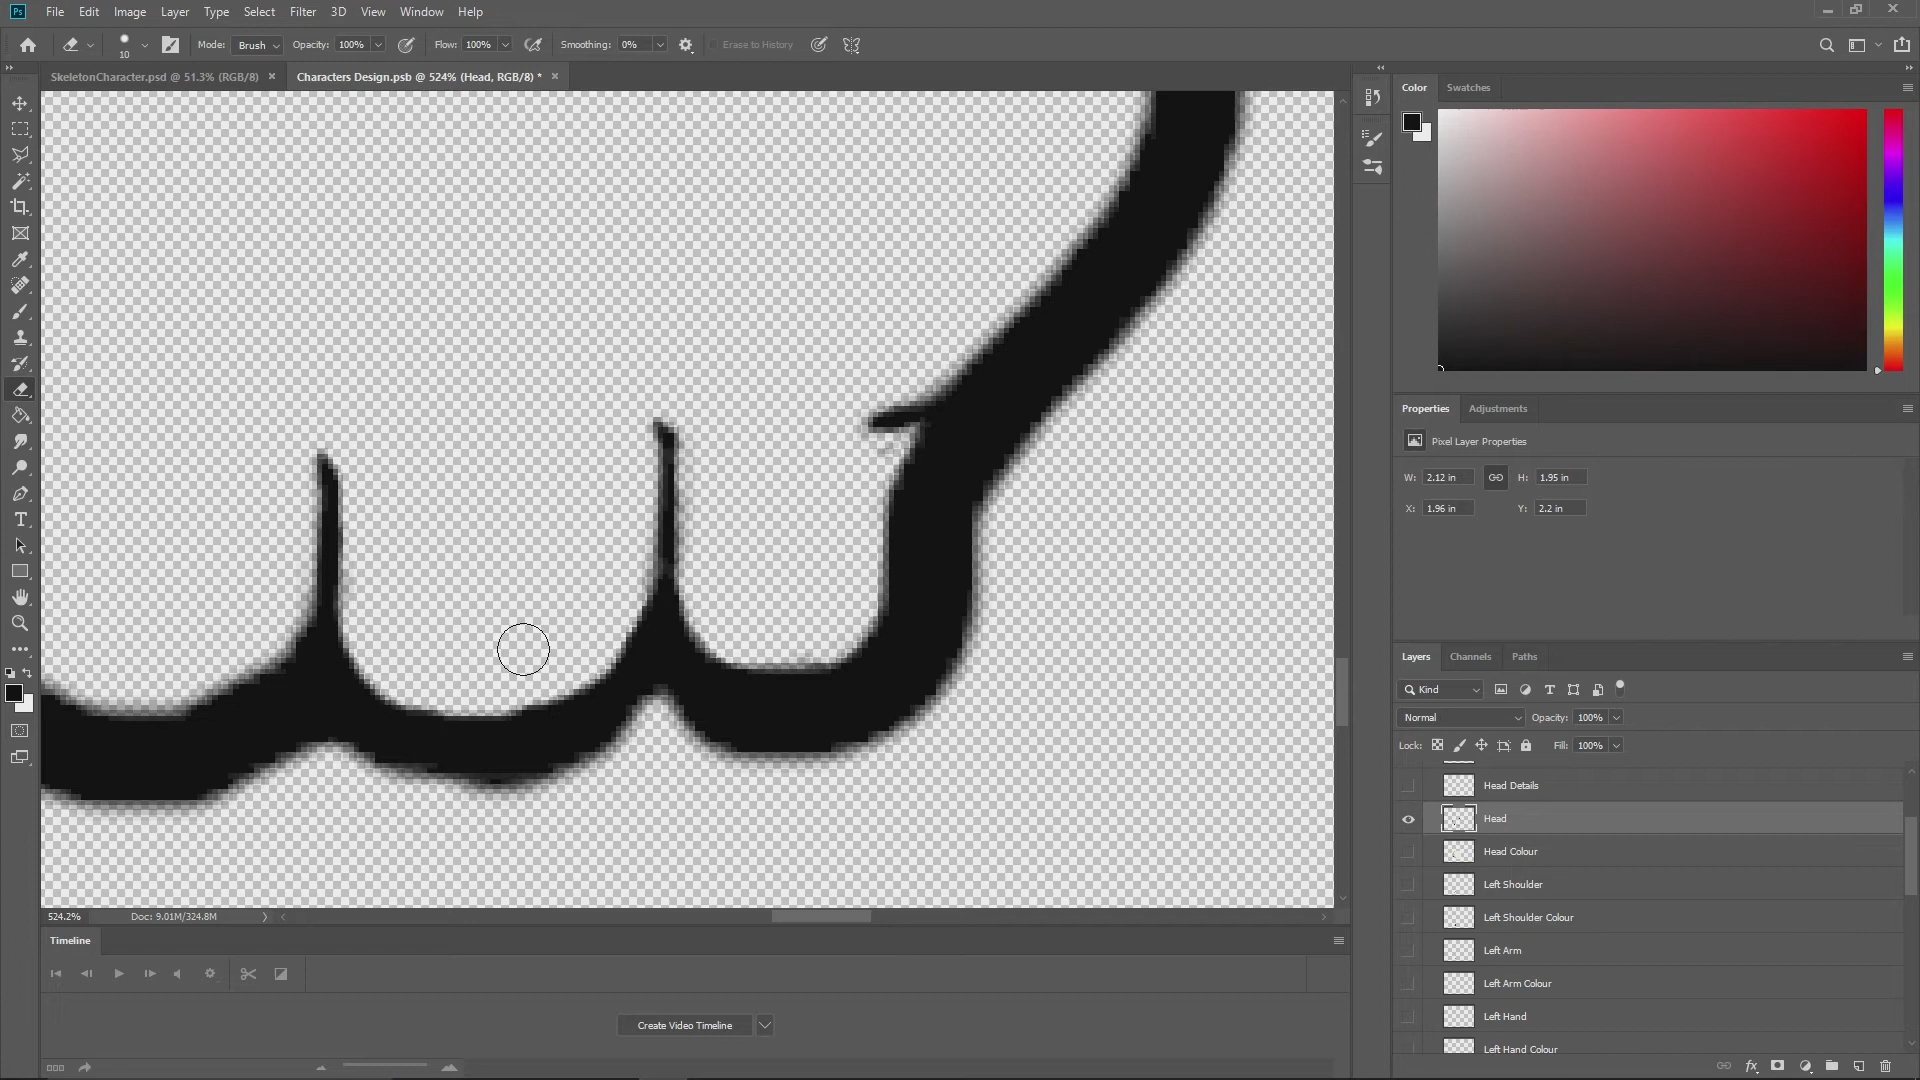 Ps File Edit Image Layer Type Select Filter 3D View Window Help
10 Mode: Brush Opacity: 100% Flow: 100% Smoothing: 0% Erase to History
SkeletonCharacter.psd @ 51.3% (RGB/8) × Characters Design.psb @ 524% (Head, RGB/8) * ×
Color Swatches
Properties Adjustments
Pixel Layer Properties
W: 2.12 in H: 1.95 in
X: 1.96 in Y: 2.2 in
Layers Channels Paths
Kind
Normal Opacity: 100%
Lock: Fill: 100%
Head Details
Head
Head Colour
Left Shoulder
Left Shoulder Colour
Left Arm
Left Arm Colour
Left Hand
Left Hand Colour
524.2% Doc: 9.01M/324.8M
Timeline
Create Video Timeline